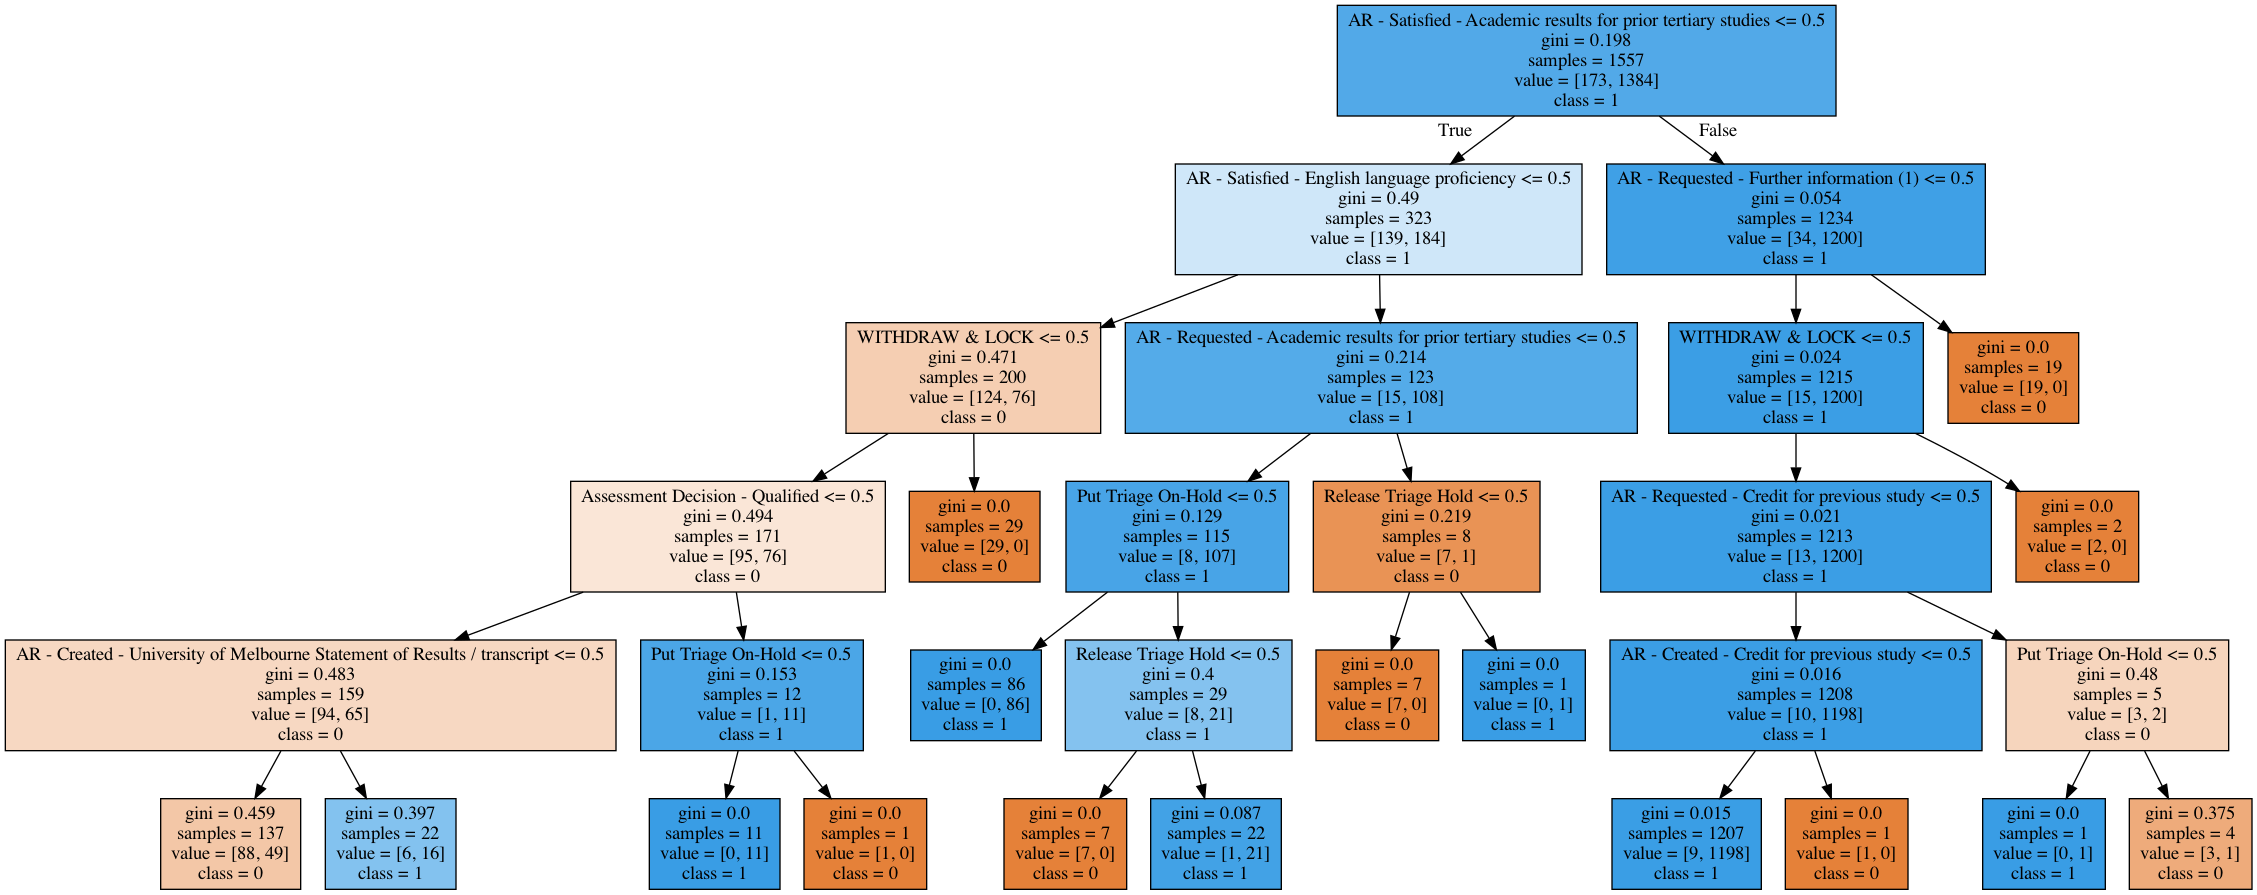 AR - Satisfied - Academic results for prior tertiary studies <= 0.5
gini = 0.198
samples = 1557
value = [173, 1384]
class = 1
True
False
AR - Satisfied - English language proficiency <= 0.5
gini = 0.49
samples = 323
value = [139, 184]
class = 1
AR - Requested - Further information (1) <= 0.5
gini = 0.054
samples = 1234
value = [34, 1200]
class = 1
WITHDRAW & LOCK <= 0.5
gini = 0.471
samples = 200
value = [124, 76]
class = 0
AR - Requested - Academic results for prior tertiary studies <= 0.5
gini = 0.214
samples = 123
value = [15, 108]
class = 1
WITHDRAW & LOCK <= 0.5
gini = 0.024
samples = 1215
value = [15, 1200]
class = 1
gini = 0.0
samples = 19
value = [19, 0]
class = 0
Assessment Decision - Qualified <= 0.5
gini = 0.494
samples = 171
value = [95, 76]
class = 0
gini = 0.0
samples = 29
value = [29, 0]
class = 0
Put Triage On-Hold <= 0.5
gini = 0.129
samples = 115
value = [8, 107]
class = 1
Release Triage Hold <= 0.5
gini = 0.219
samples = 8
value = [7, 1]
class = 0
AR - Requested - Credit for previous study <= 0.5
gini = 0.021
samples = 1213
value = [13, 1200]
class = 1
gini = 0.0
samples = 2
value = [2, 0]
class = 0
AR - Created - University of Melbourne Statement of Results / transcript <= 0.5
gini = 0.483
samples = 159
value = [94, 65]
class = 0
Put Triage On-Hold <= 0.5
gini = 0.153
samples = 12
value = [1, 11]
class = 1
gini = 0.0
samples = 86
value = [0, 86]
class = 1
Release Triage Hold <= 0.5
gini = 0.4
samples = 29
value = [8, 21]
class = 1
gini = 0.0
samples = 7
value = [7, 0]
class = 0
gini = 0.0
samples = 1
value = [0, 1]
class = 1
AR - Created - Credit for previous study <= 0.5
gini = 0.016
samples = 1208
value = [10, 1198]
class = 1
Put Triage On-Hold <= 0.5
gini = 0.48
samples = 5
value = [3, 2]
class = 0
gini = 0.459
samples = 137
value = [88, 49]
class = 0
gini = 0.397
samples = 22
value = [6, 16]
class = 1
gini = 0.0
samples = 11
value = [0, 11]
class = 1
gini = 0.0
samples = 1
value = [1, 0]
class = 0
gini = 0.0
samples = 7
value = [7, 0]
class = 0
gini = 0.087
samples = 22
value = [1, 21]
class = 1
gini = 0.015
samples = 1207
value = [9, 1198]
class = 1
gini = 0.0
samples = 1
value = [1, 0]
class = 0
gini = 0.0
samples = 1
value = [0, 1]
class = 1
gini = 0.375
samples = 4
value = [3, 1]
class = 0